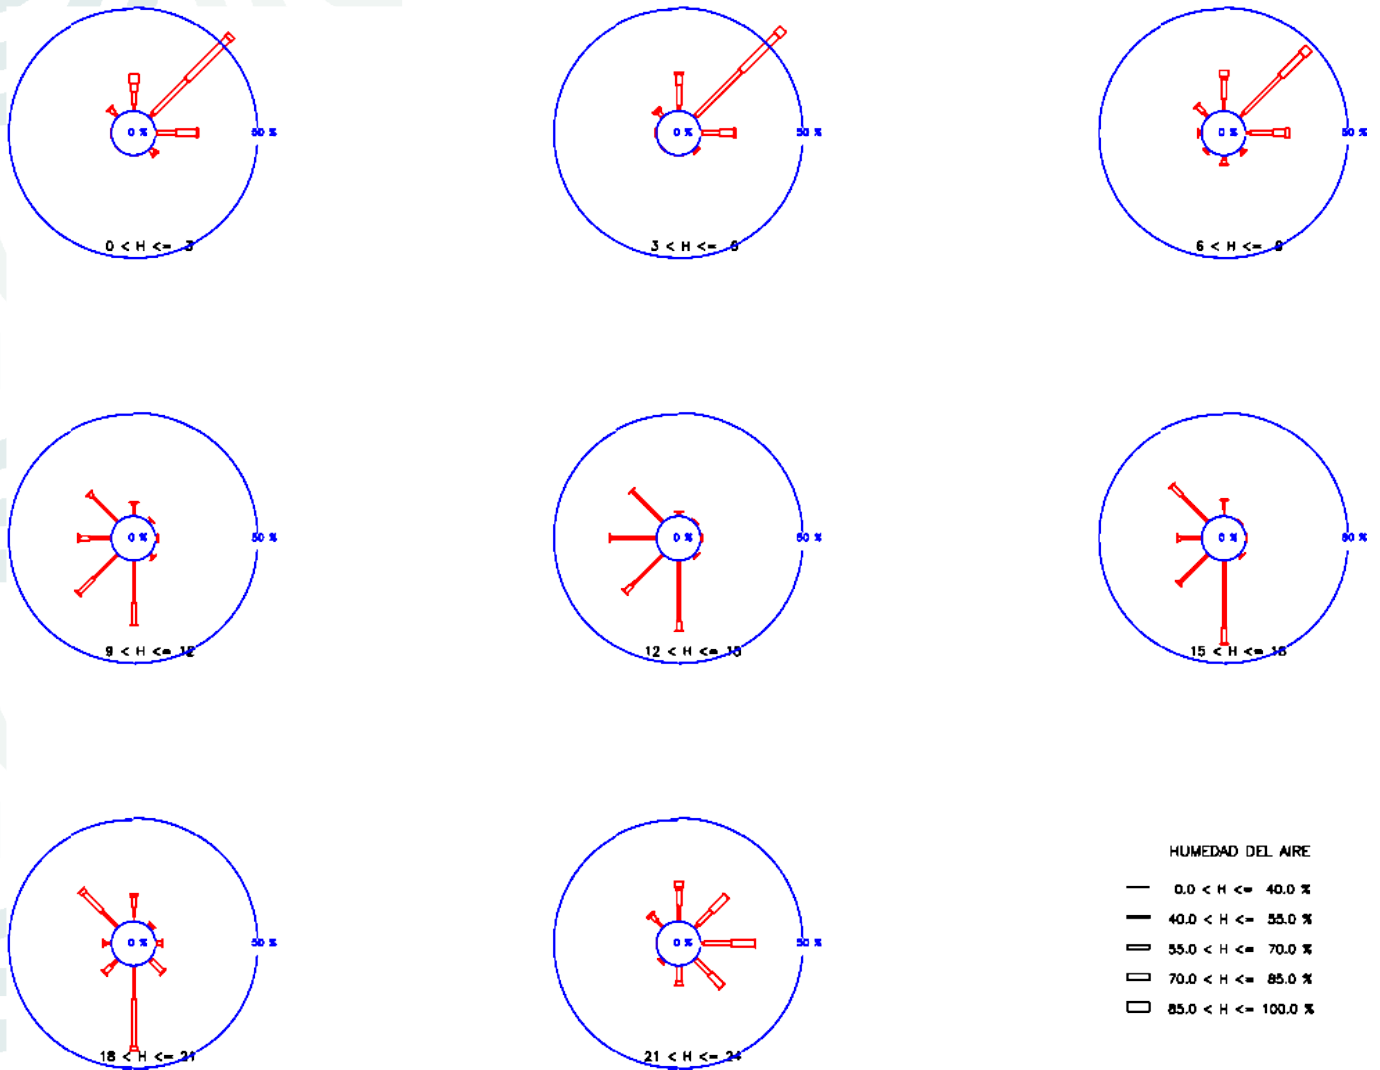 0 %
50 %
0 < H <= 3
0 %
50 %
3 < H <= 6
0 %
50 %
6 < H <= 9
0 %
50 %
9 < H <= 12
0 %
50 %
12 < H <= 15
0 %
50 %
15 < H <= 18
0 %
50 %
18 < H <= 21
0 %
50 %
21 < H <= 24
HUMEDAD DEL AIRE
0.0 < H <= 40.0 %
40.0 < H <= 55.0 %
55.0 < H <= 70.0 %
70.0 < H <= 85.0 %
85.0 < H <= 100.0 %